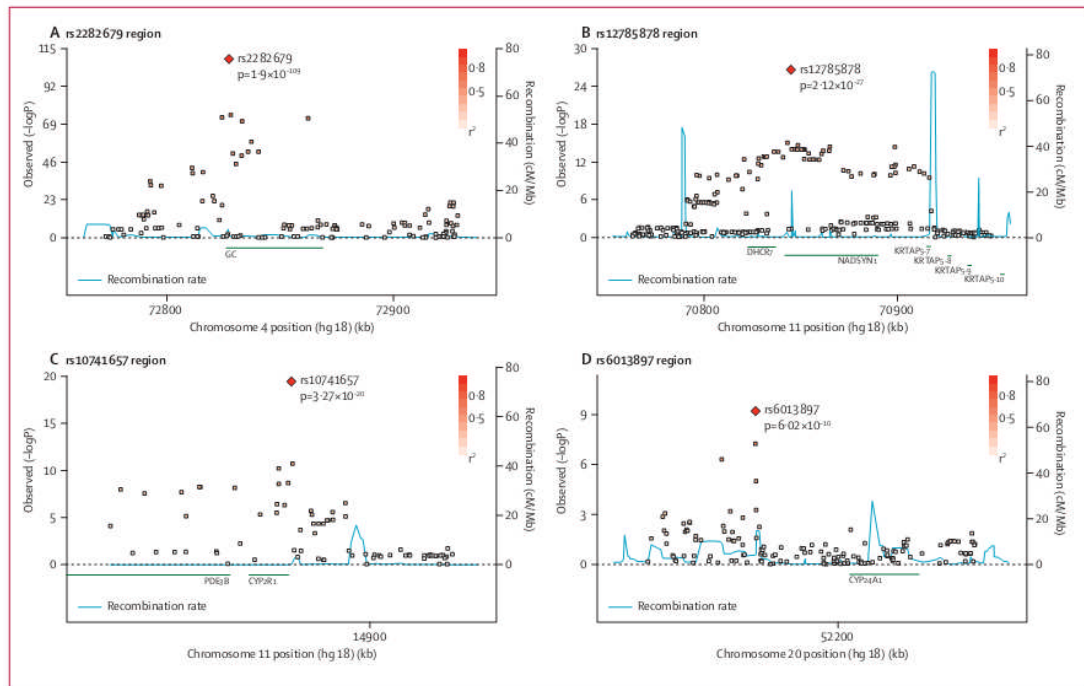 A rs2282679 region
115
92
69
46
23
0
Observed (–logP)
80
60
40
20
0
Recombination (cM/Mb)
rs2282679
p=1·9×10⁻¹⁰⁹
0·8
0·5
r²
GC
Recombination rate
72800
72900
Chromosome 4 position (hg 18) (kb)
B rs12785878 region
30
24
18
12
6
0
Observed (–logP)
80
60
40
20
0
Recombination (cM/Mb)
rs12785878
p=2·12×10⁻²⁷
0·8
0·5
r²
DHCR7
NADSYN1
KRTAP5-7
KRTAP5-8
KRTAP5-9
KRTAP5-10
Recombination rate
70800
70900
Chromosome 11 position (hg 18) (kb)
C rs10741657 region
20
15
10
5
0
Observed (–logP)
80
60
40
20
0
Recombination (cM/Mb)
rs10741657
p=3·27×10⁻²⁰
0·8
0·5
r²
PDE3B
CYP2R1
Recombination rate
14900
Chromosome 11 position (hg 18) (kb)
D rs6013897 region
9
6
3
0
Observed (–logP)
80
60
40
20
0
Recombination (cM/Mb)
rs6013897
p=6·02×10⁻¹⁰
0·8
0·5
r²
CYP24A1
Recombination rate
52200
Chromosome 20 position (hg 18) (kb)